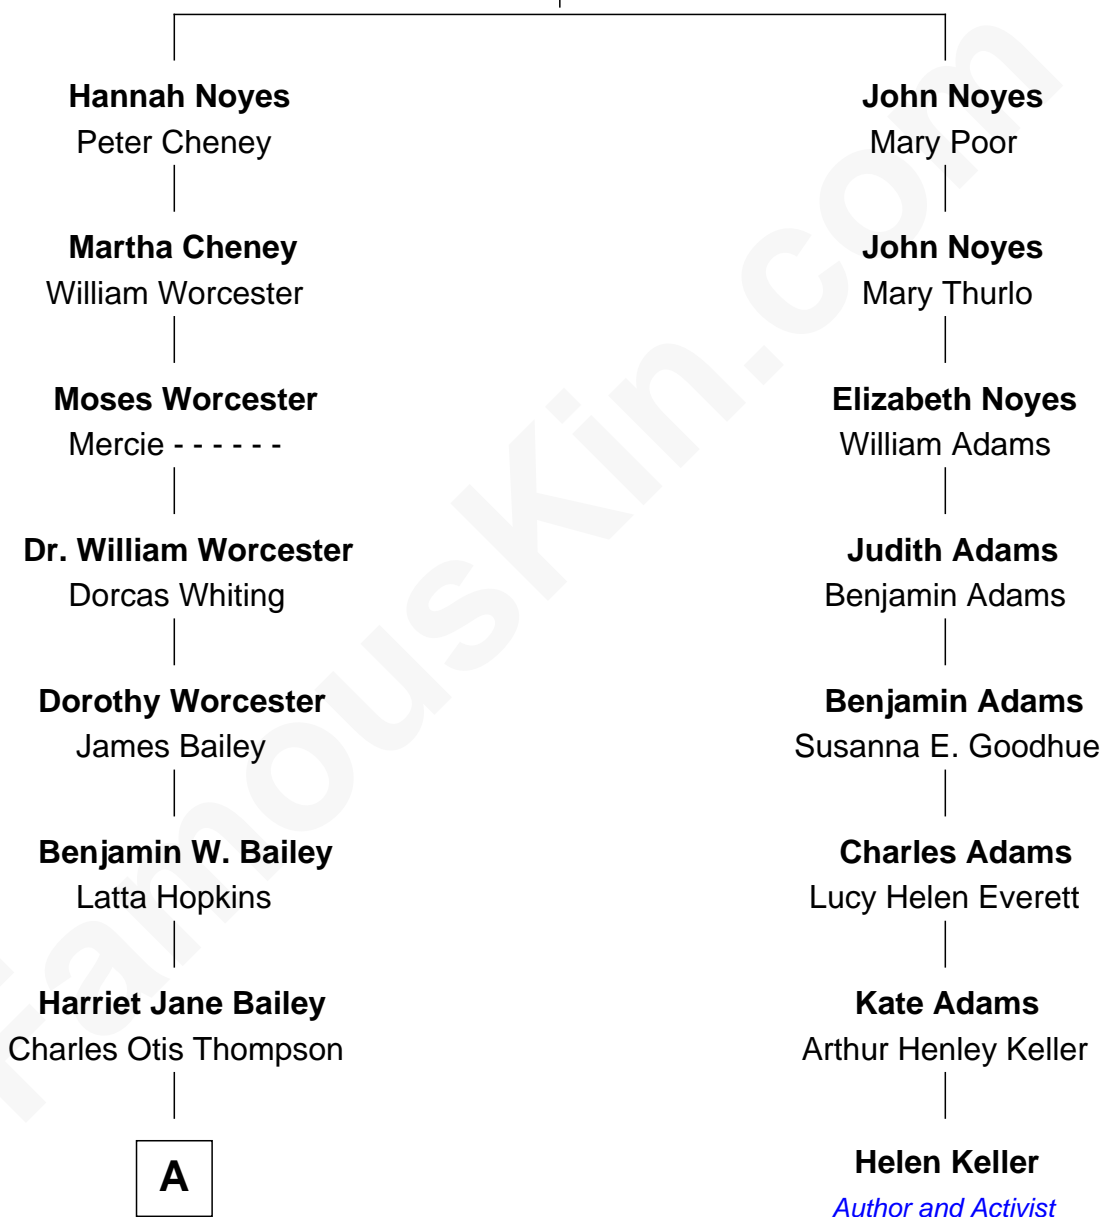 Hannah Noyes
Peter Cheney
John Noyes
Mary Poor
Martha Cheney
William Worcester
John Noyes
Mary Thurlo
Moses Worcester
Mercie - - - - - -
Elizabeth Noyes
William Adams
Dr. William Worcester
Dorcas Whiting
Judith Adams
Benjamin Adams
Dorothy Worcester
James Bailey
Benjamin Adams
Susanna E. Goodhue
Benjamin W. Bailey
Latta Hopkins
Charles Adams
Lucy Helen Everett
Harriet Jane Bailey
Charles Otis Thompson
Kate Adams
Arthur Henley Keller
A
Helen Keller
Author and Activist
FamousKin.com